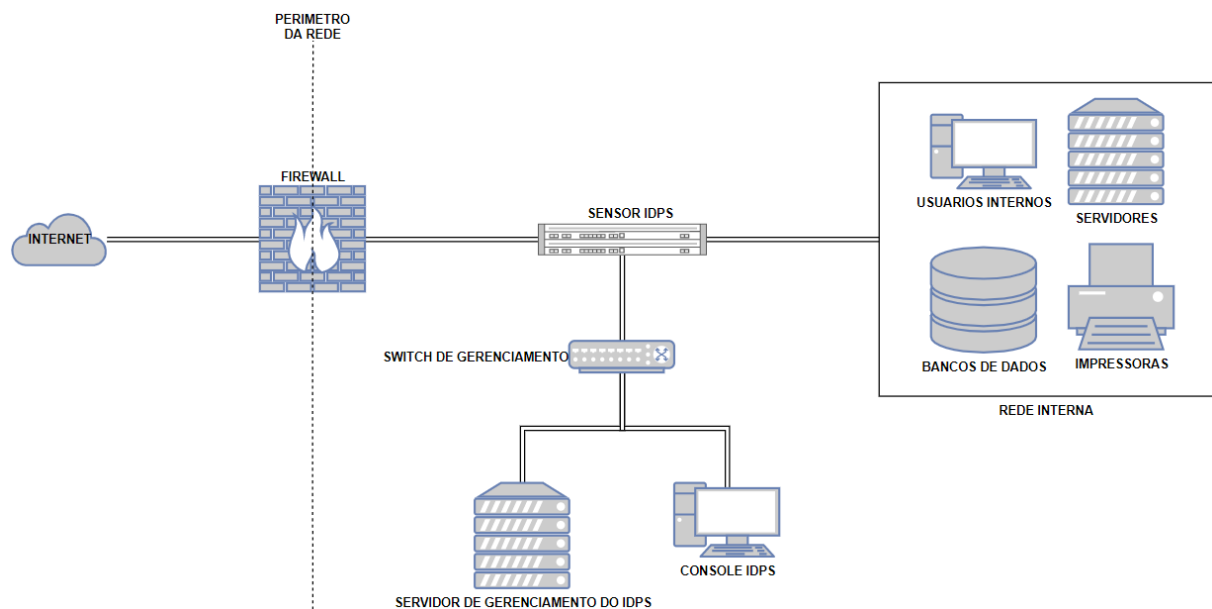 PERIMETRO
DA REDE
FIREWALL
INTERNET
SENSOR IDPS
USUARIOS INTERNOS
SERVIDORES
BANCOS DE DADOS
IMPRESSORAS
REDE INTERNA
SWITCH DE GERENCIAMENTO
SERVIDOR DE GERENCIAMENTO DO IDPS
CONSOLE IDPS